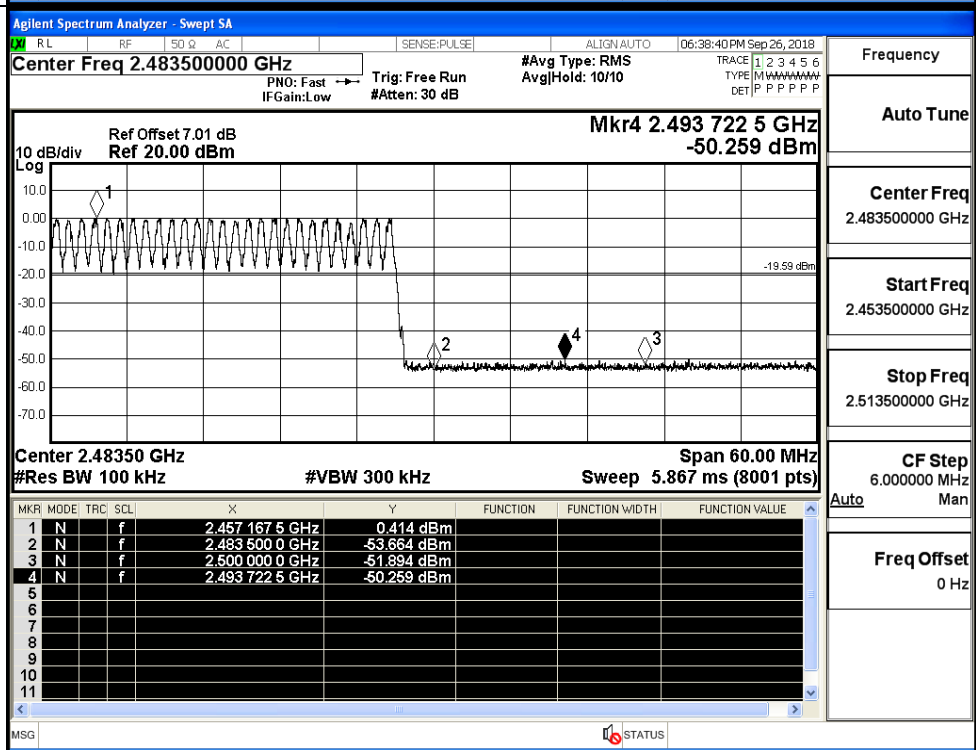 Agilent Spectrum Analyzer - Swept SA
LXI RL RF 50 Ω AC SENSE:PULSE ALIGN AUTO 06:38:40 PM Sep 26, 2018
Center Freq 2.483500000 GHz
PNO: Fast
IFGain:Low
Trig: Free Run
#Atten: 30 dB
#Avg Type: RMS
Avg|Hold: 10/10
TRACE 1 2 3 4 5 6
TYPE M WWWWW
DET P P P P P P
Ref Offset 7.01 dB
Ref 20.00 dBm
10 dB/div
Log
Mkr4 2.493 722 5 GHz
-50.259 dBm
10.0
0.00
-10.0
-20.0
-30.0
-40.0
-50.0
-60.0
-70.0
1
2
4
3
-19.59 dBm
Center 2.48350 GHz Span 60.00 MHz
#Res BW 100 kHz #VBW 300 kHz Sweep 5.867 ms (8001 pts)
MKR MODE TRC SCL X Y FUNCTION FUNCTION WIDTH FUNCTION VALUE
1 N f 2.457 167 5 GHz 0.414 dBm
2 N f 2.483 500 0 GHz -53.664 dBm
3 N f 2.500 000 0 GHz -51.894 dBm
4 N f 2.493 722 5 GHz -50.259 dBm
5
6
7
8
9
10
11
MSG STATUS
Frequency
Auto Tune
Center Freq
2.483500000 GHz
Start Freq
2.453500000 GHz
Stop Freq
2.513500000 GHz
CF Step
6.000000 MHz
Auto Man
Freq Offset
0 Hz